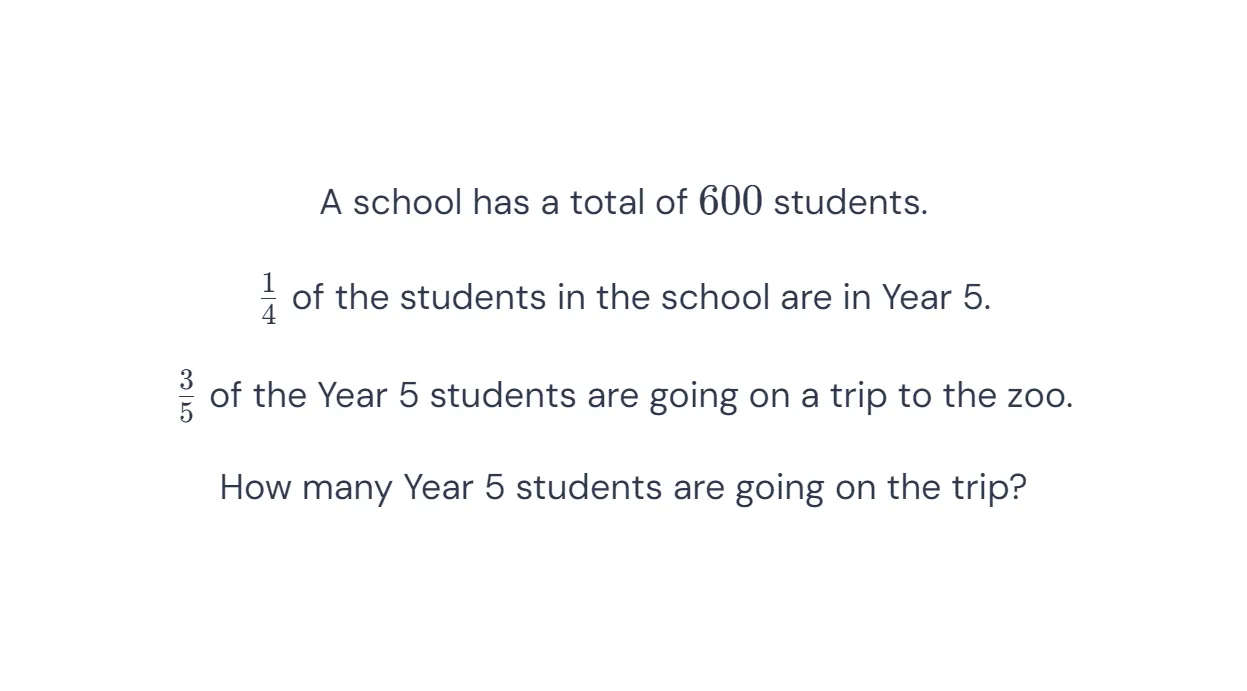 A school has a total of 600 students.
1/4 of the students in the school are in Year 5.
3/5 of the Year 5 students are going on a trip to the zoo.
How many Year 5 students are going on the trip?